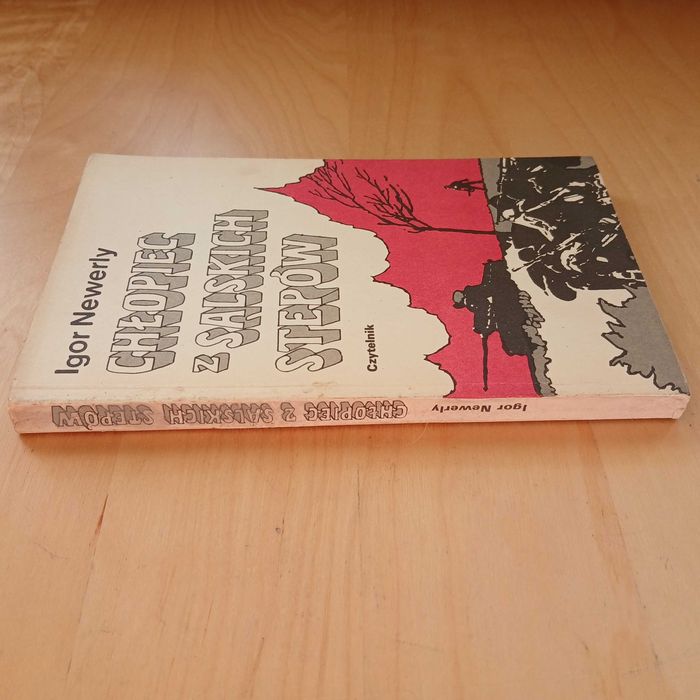 Igor Newerly
CHŁOPIEC
Z SALSKICH
STEPÓW
Czytelnik
Igor Newerly
CHŁOPIEC Z SALSKICH STEPÓW